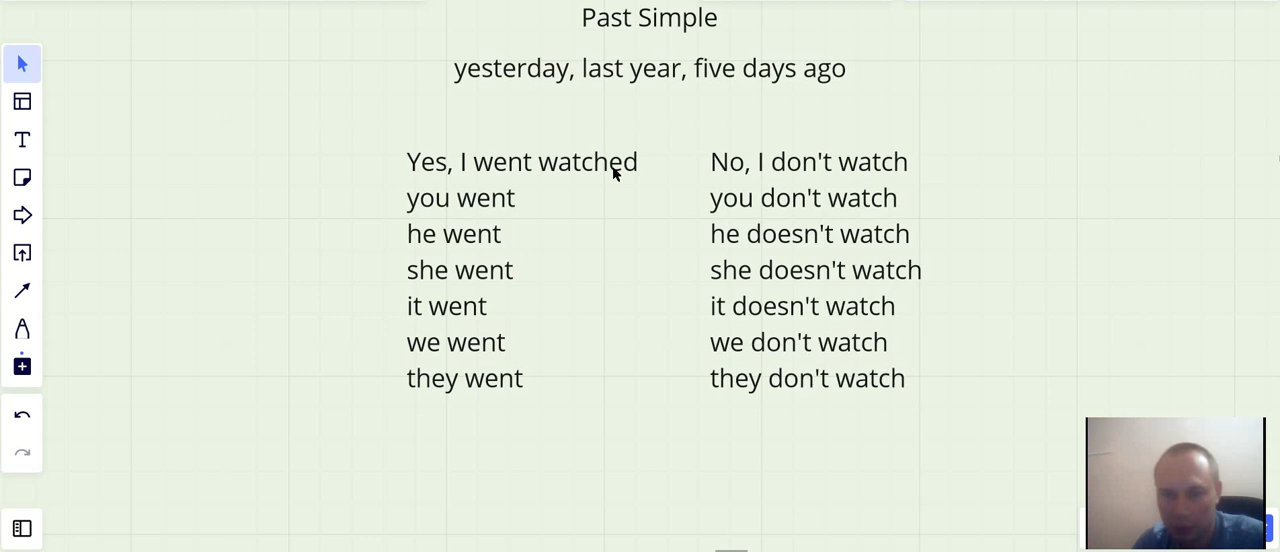 Past Simple
yesterday, last year, five days ago
Yes, I went watched
you went
he went
she went
it went
we went
they went
No, I don't watch
you don't watch
he doesn't watch
she doesn't watch
it doesn't watch
we don't watch
they don't watch